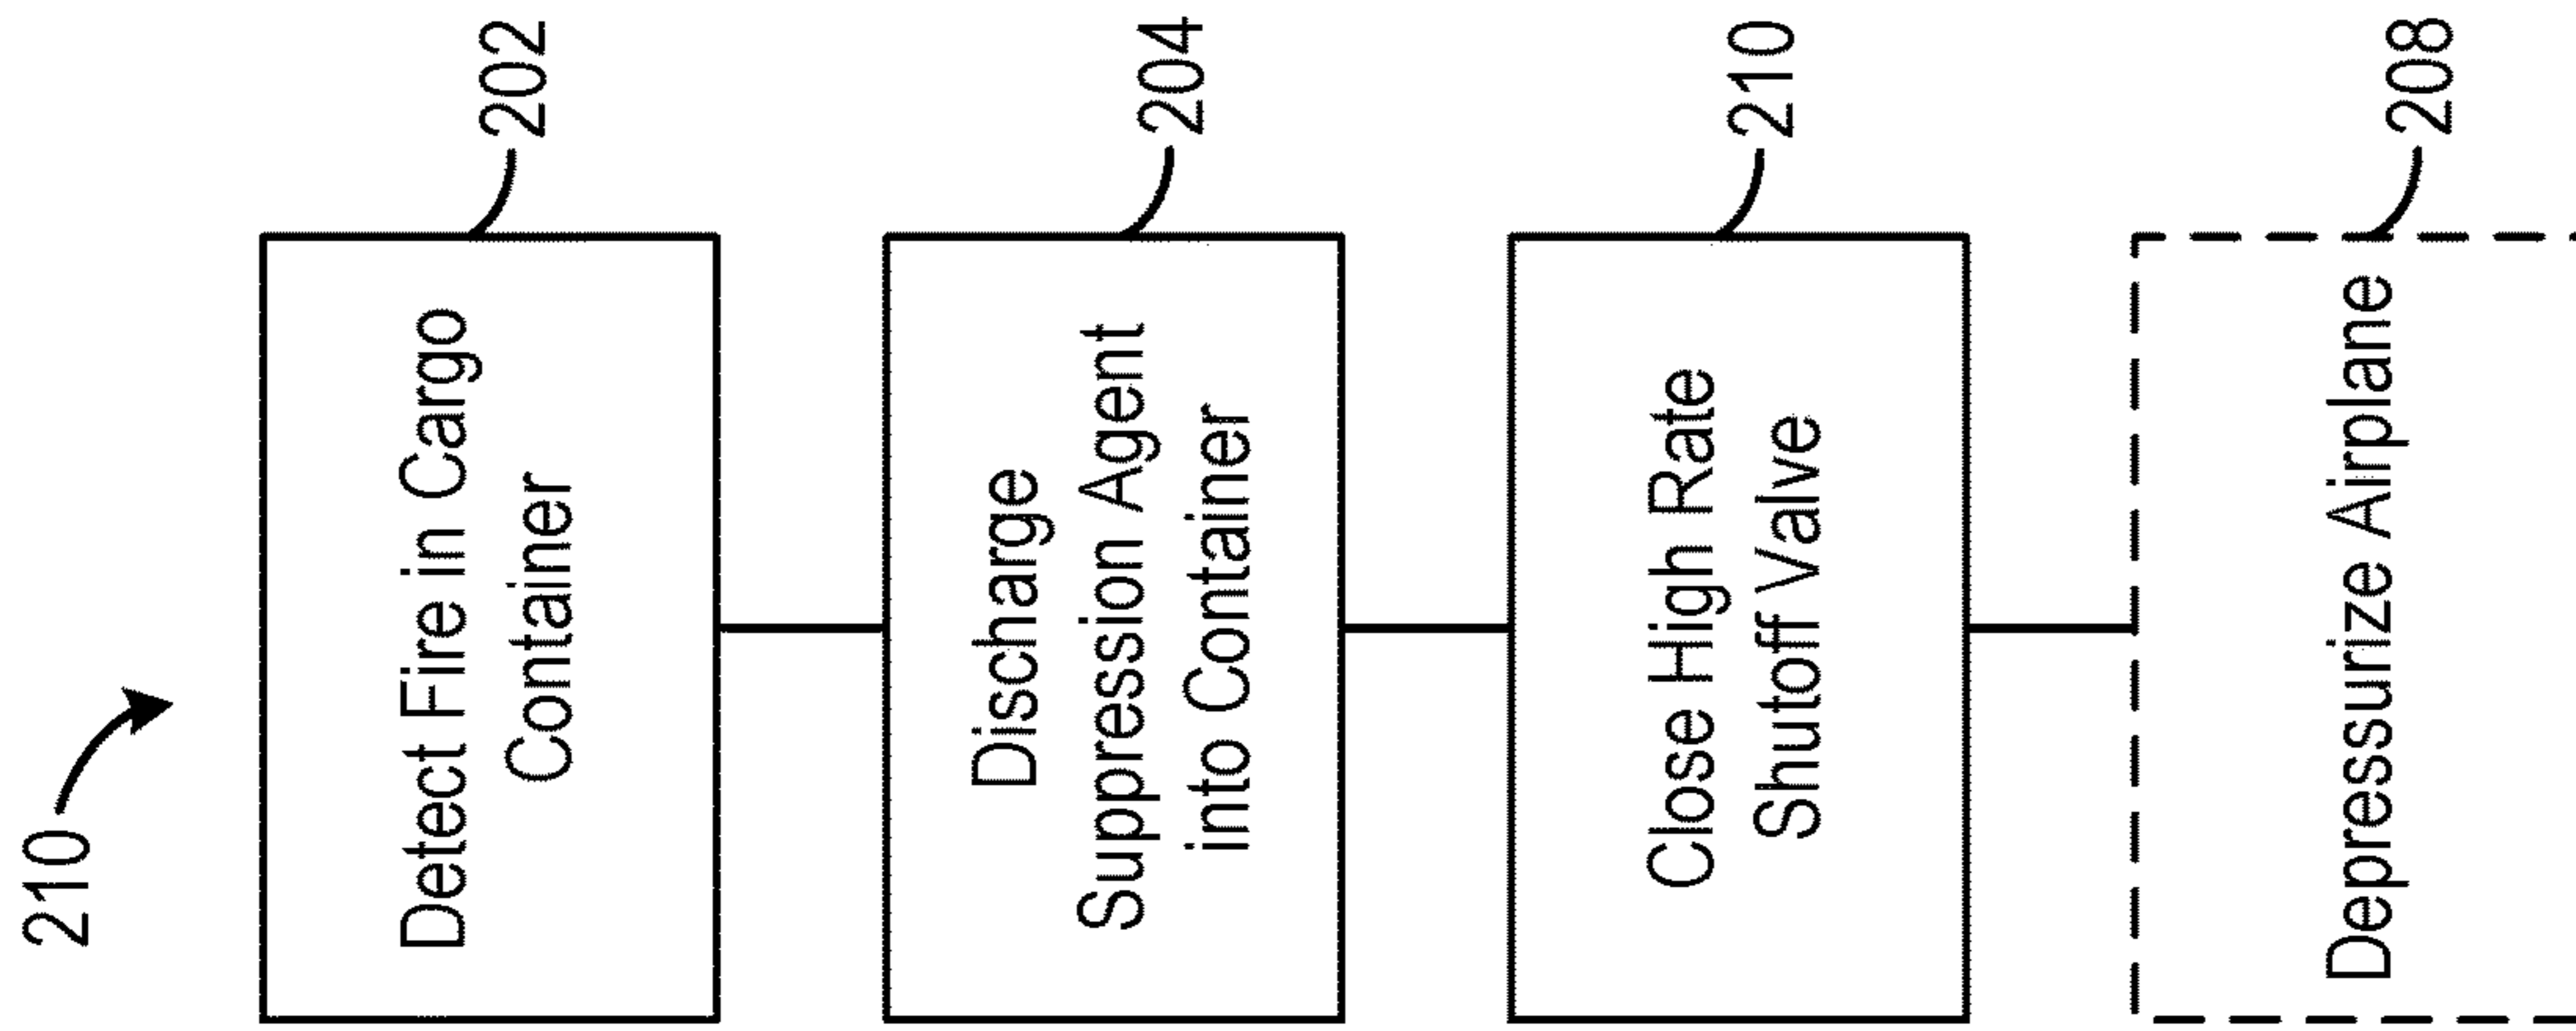 210
Detect Fire in Cargo
Container
202
Discharge
Suppression Agent
into Container
204
Close High Rate
Shutoff Valve
210
Depressurize Airplane
208